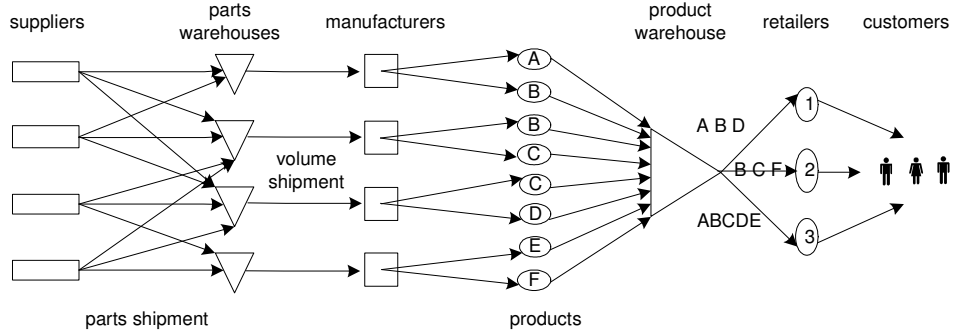 suppliers
parts
warehouses
manufacturers
product
warehouse
retailers
customers
A
B
B
C
C
D
E
F
volume
shipment
A B D
B C F
ABCDE
1
2
3
parts shipment
products